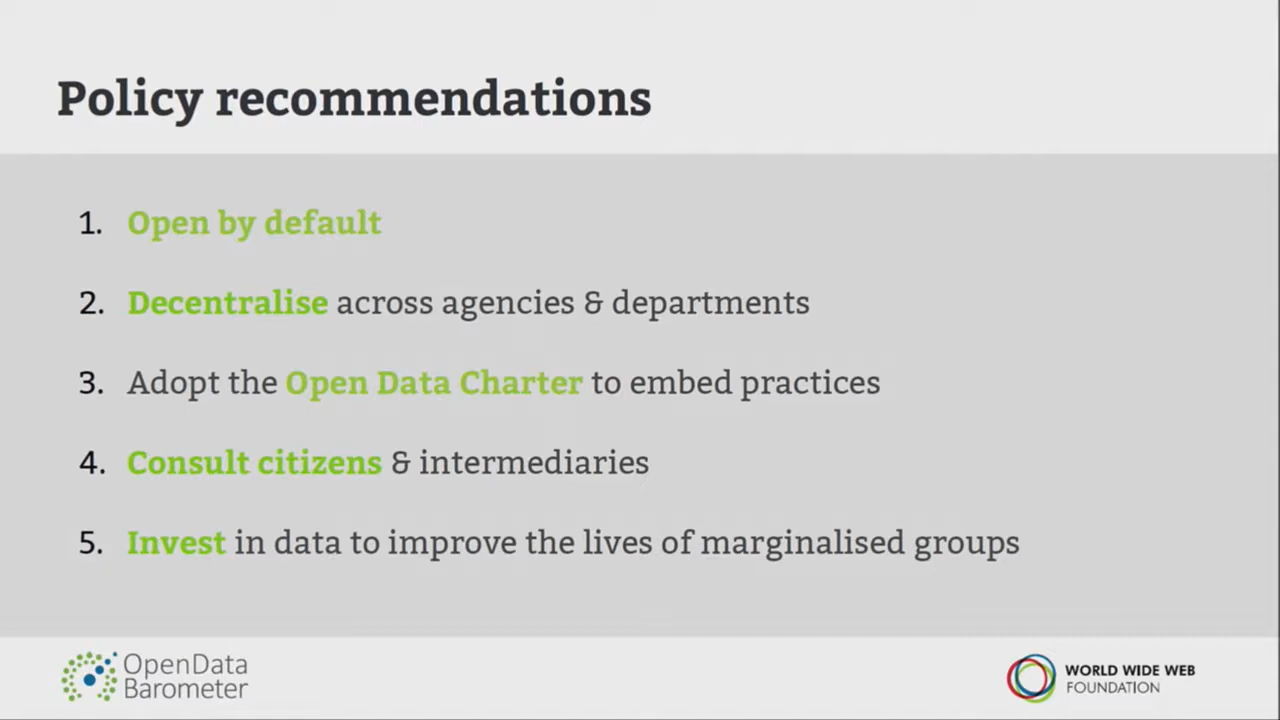 Policy recommendations
1. Open by default
2. Decentralise across agencies & departments
3. Adopt the Open Data Charter to embed practices
4. Consult citizens & intermediaries
5. Invest in data to improve the lives of marginalised groups
OpenData
Barometer
WORLD WIDE WEB
FOUNDATION